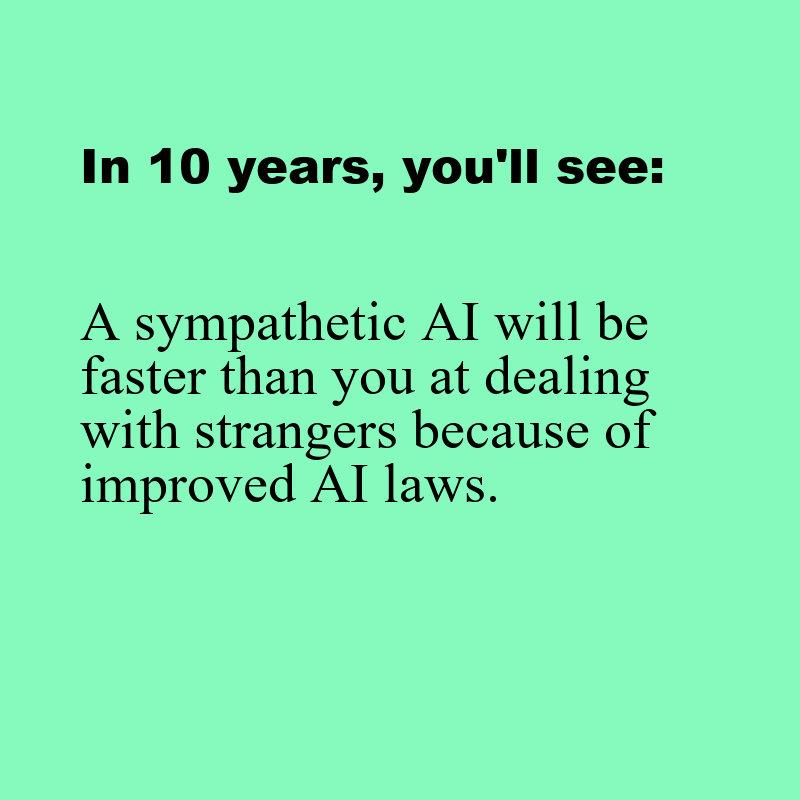 In 10 years, you'll see:
A sympathetic AI will be
faster than you at dealing
with strangers because of
improved AI laws.